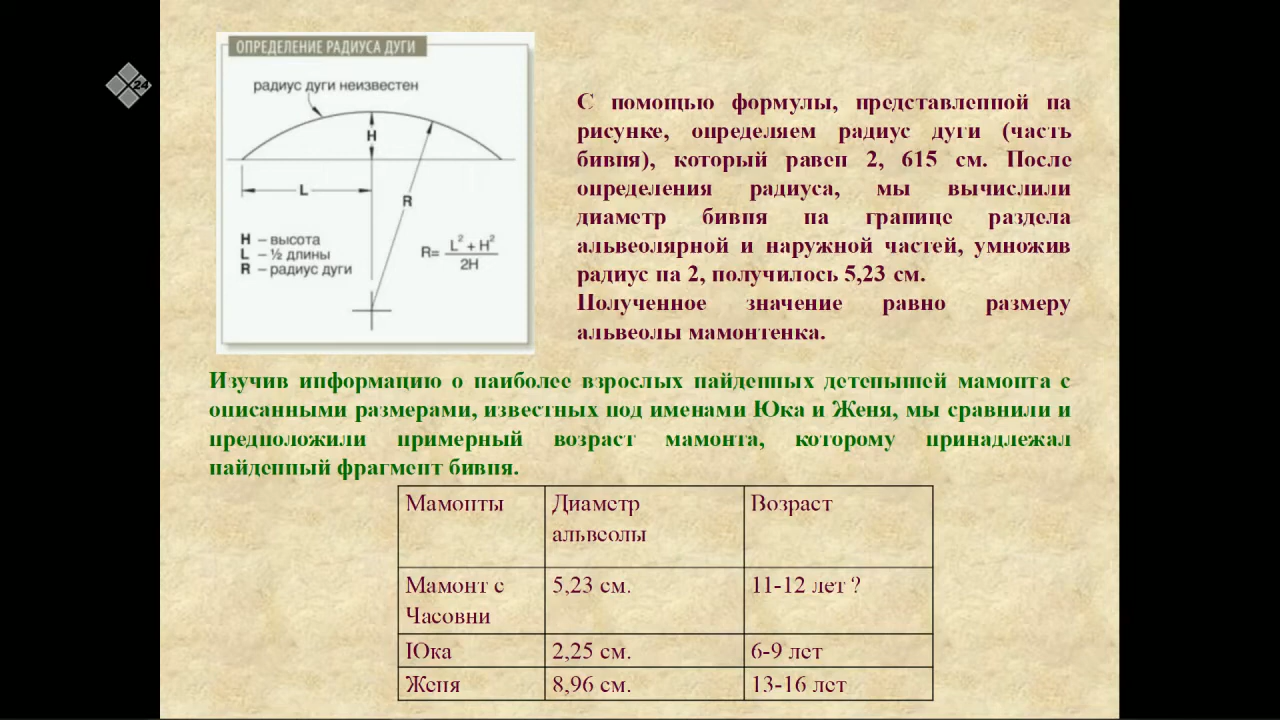 ОПРЕДЕЛЕНИЕ РАДИУСА ДУГИ
радиус дуги неизвестен
H
L
R
H – высота
L – ½ длины
R – радиус дуги
R= L² + H² / 2H
X24
С помощью формулы, представленной на
рисунке, определяем радиус дуги (часть
бивня), который равен 2, 615 см. После
определения радиуса, мы вычислили
диаметр бивня на границе раздела
альвеолярной и наружной частей, умножив
радиус на 2, получилось 5,23 см.
Полученное значение равно размеру
альвеолы мамонтенка.
Изучив информацию о наиболее взрослых найденных детенышей мамонта с
описанными размерами, известных под именами Юка и Женя, мы сравнили и
предположили примерный возраст мамонта, которому принадлежал
найденный фрагмент бивня.
Мамонты Диаметр Возраст
альвеолы
Мамонт с 5,23 см. 11-12 лет ?
Часовни
Юка 2,25 см. 6-9 лет
Женя 8,96 см. 13-16 лет